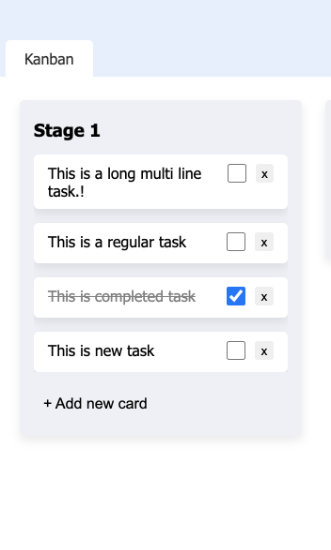 Kanban
Stage 1
This is a long multi line
task.!
x
This is a regular task
x
This is completed task
x
This is new task
x
+ Add new card